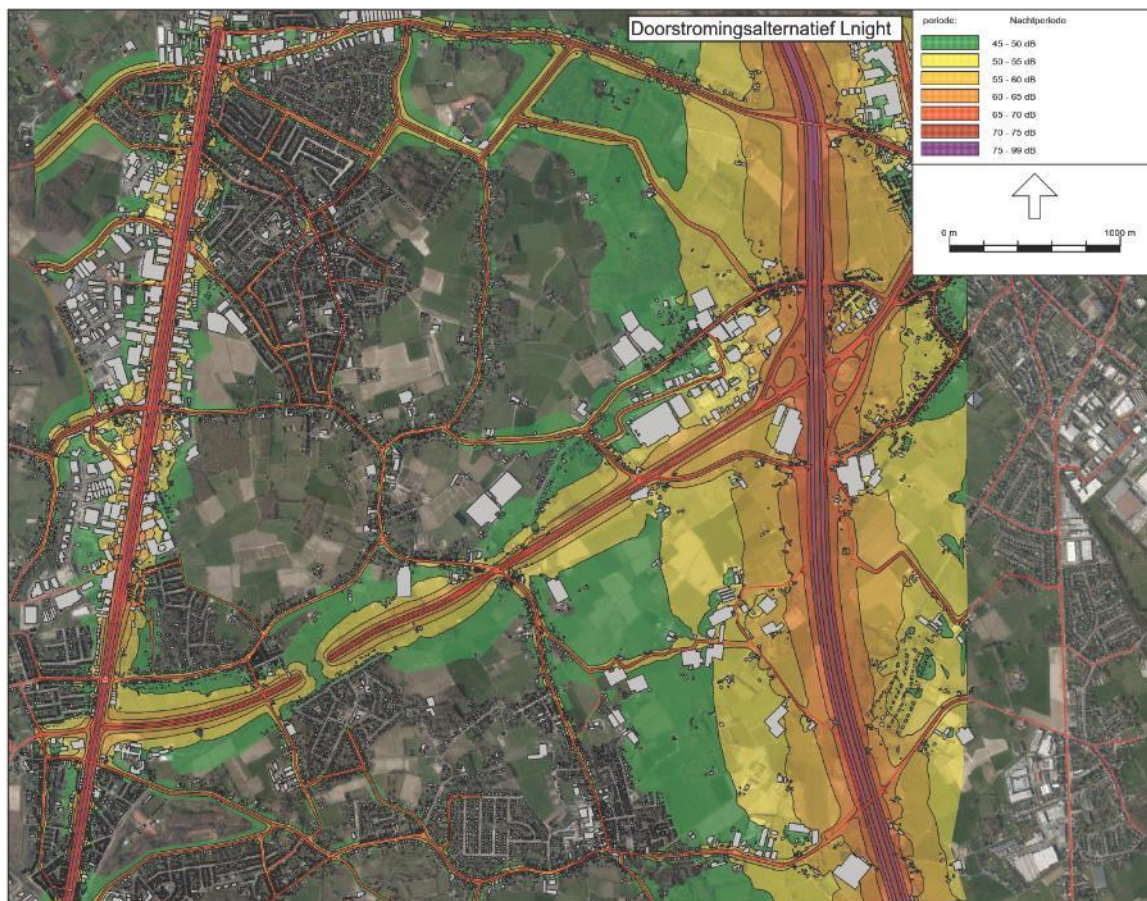 Doorstromingsalternatief Lnight
periode: Nachtperiode
45 - 50 dB
50 - 55 dB
55 - 60 dB
60 - 65 dB
65 - 70 dB
70 - 75 dB
75 - 99 dB
0 m 1000 m